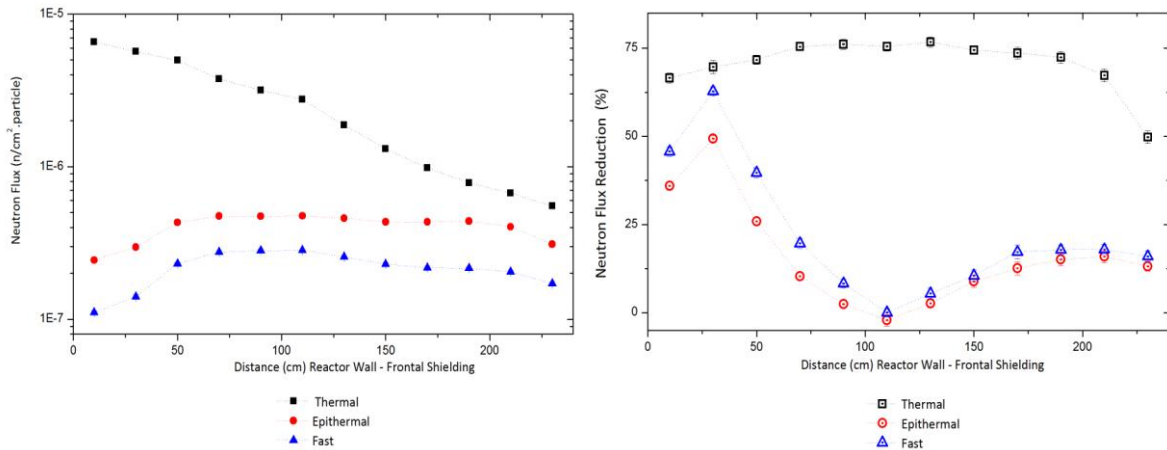 1E-5
1E-6
1E-7
Neutron Flux (n/cm².particle)
0 50 100 150 200
Distance (cm) Reactor Wall - Frontal Shielding
Thermal
Epithermal
Fast
75
50
25
0
Neutron Flux Reduction (%)
0 50 100 150 200
Distance (cm) Reactor Wall - Frontal Shielding
Thermal
Epithermal
Fast